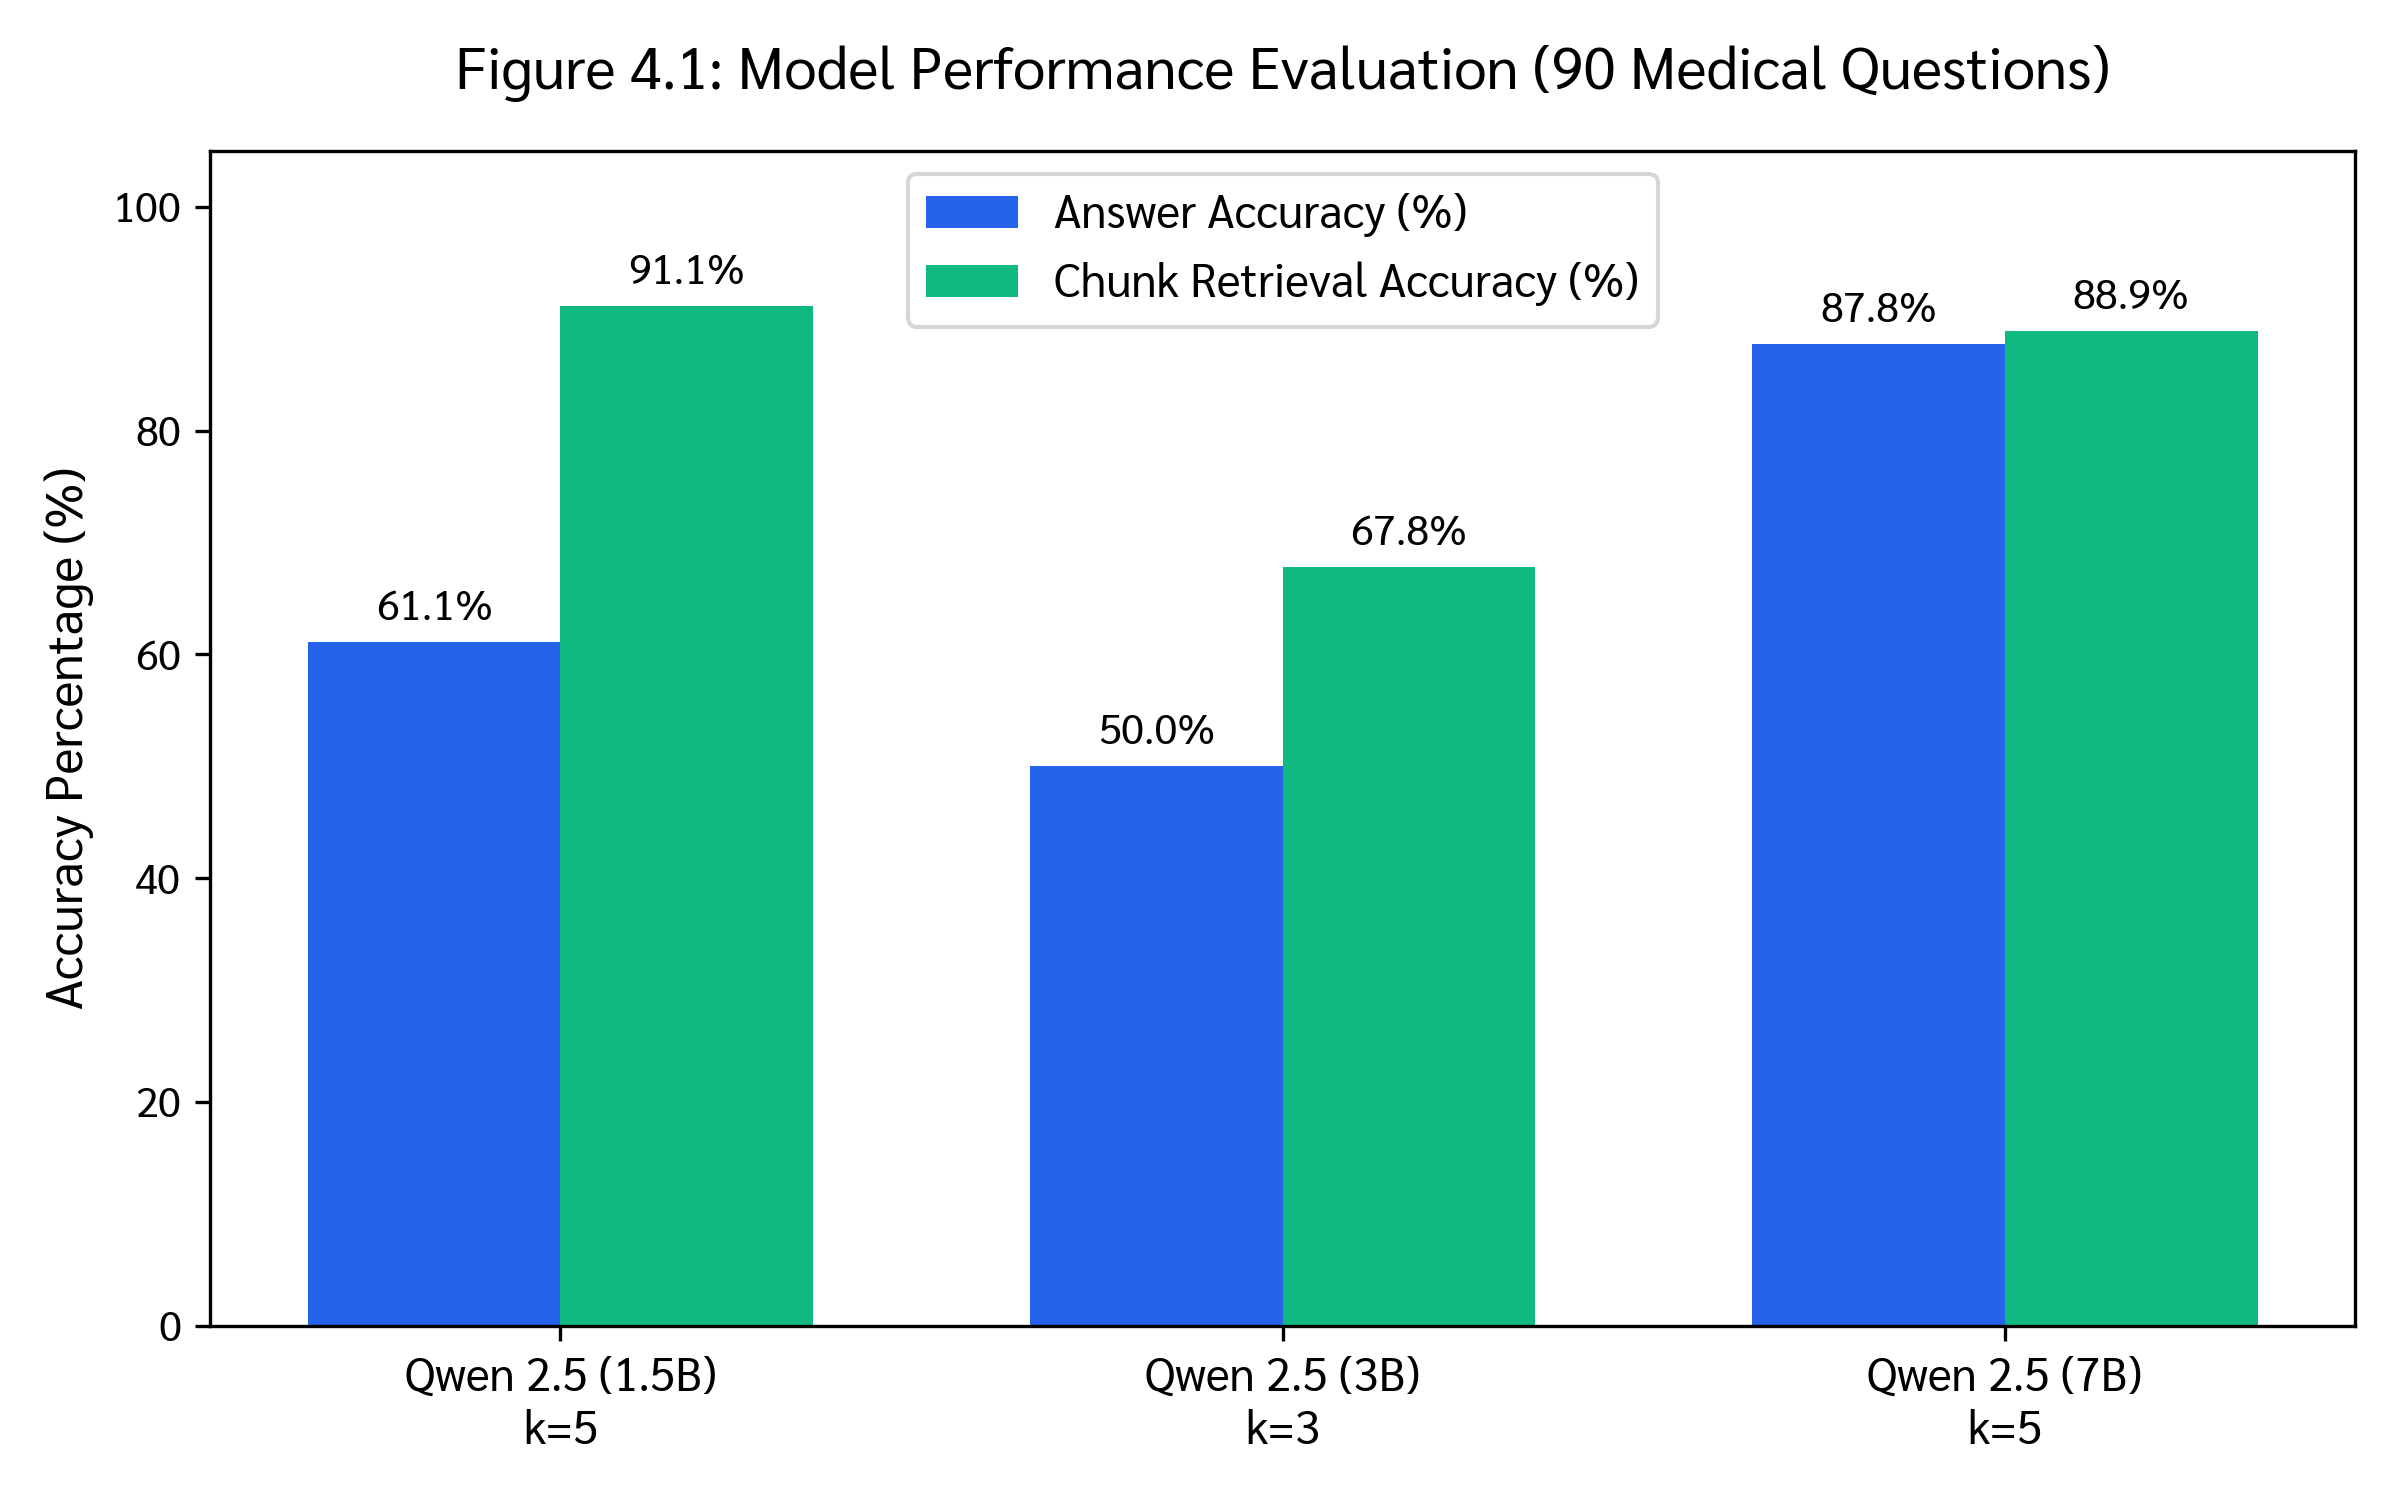 Figure 4.1: Model Performance Evaluation (90 Medical Questions)
Answer Accuracy (%)
Chunk Retrieval Accuracy (%)
Accuracy Percentage (%)
100
80
60
40
20
0
61.1%
91.1%
50.0%
67.8%
87.8%
88.9%
Qwen 2.5 (1.5B)
k=5
Qwen 2.5 (3B)
k=3
Qwen 2.5 (7B)
k=5